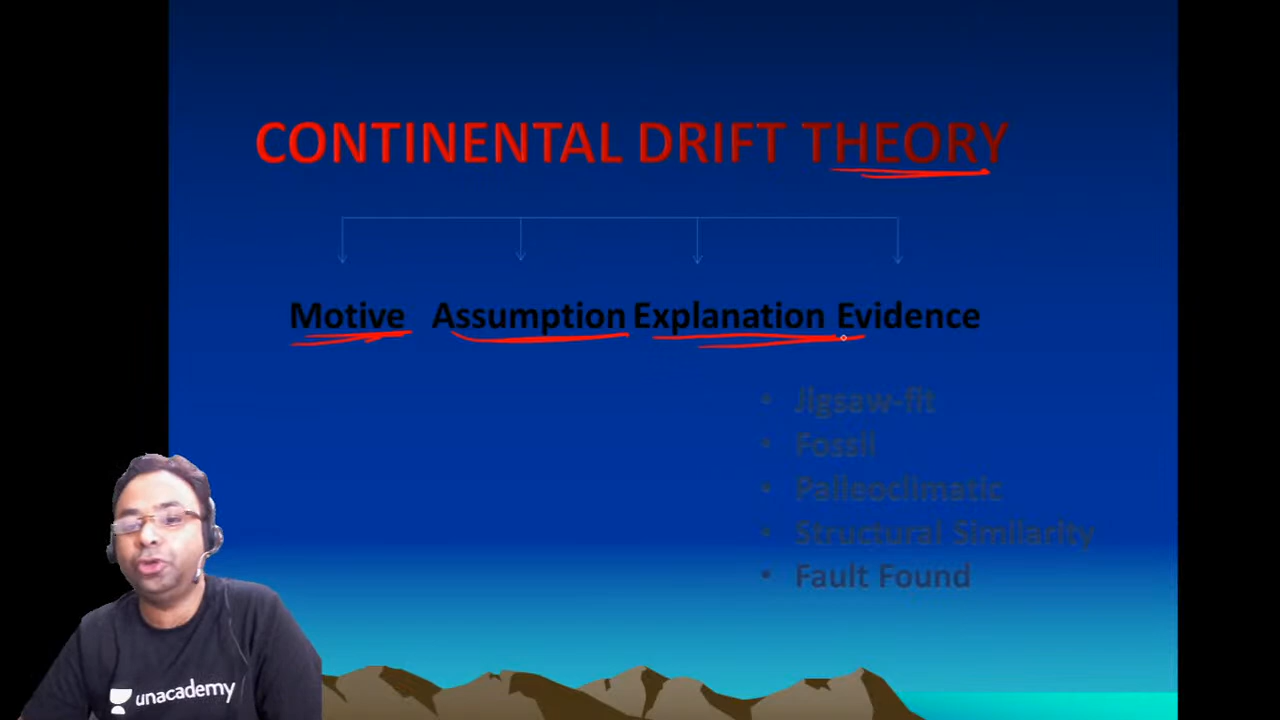 CONTINENTAL DRIFT THEORY
Motive Assumption Explanation Evidence
• Jigsaw-fit
• Fossil
• Palleoclimatic
• Structural Similarity
• Fault Found
unacademy